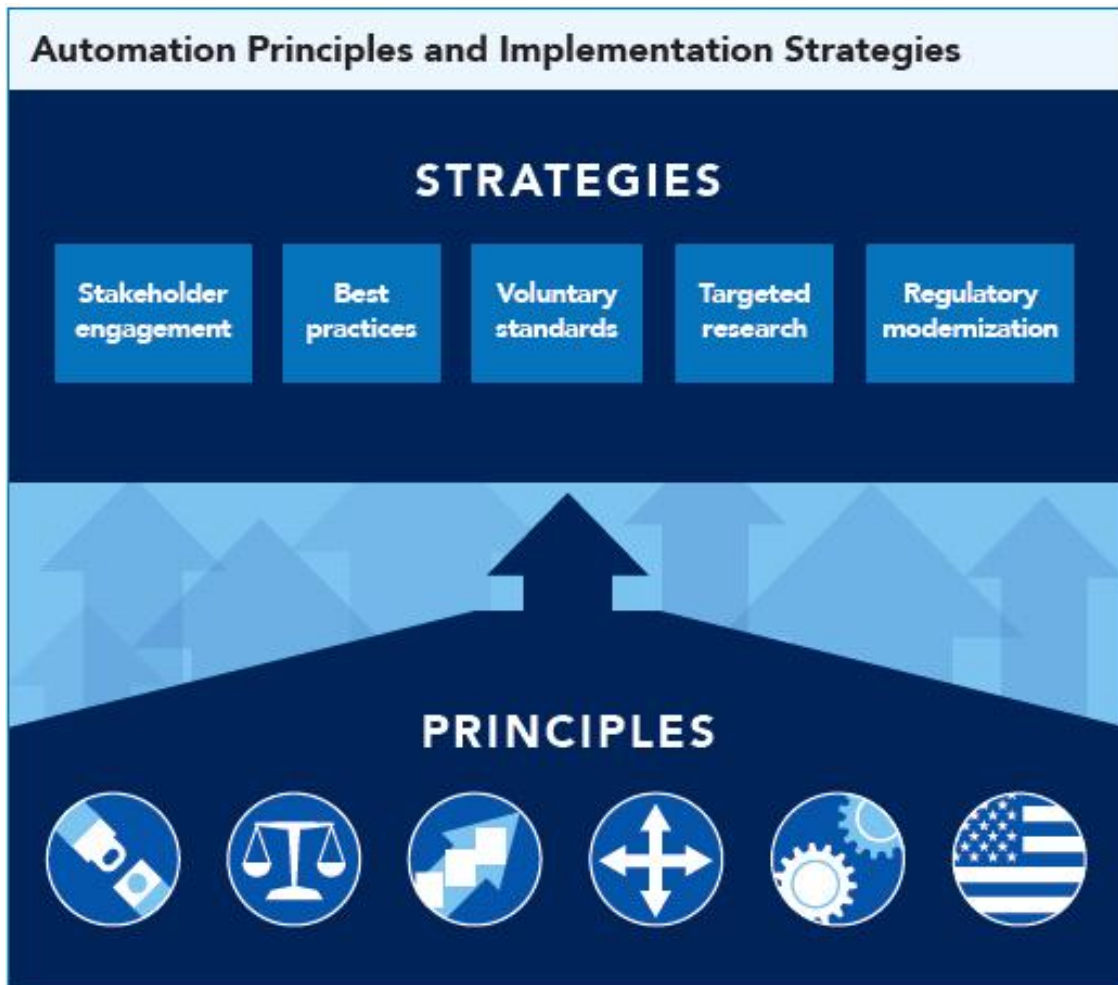 Automation Principles and Implementation Strategies
STRATEGIES
Stakeholder
engagement
Best
practices
Voluntary
standards
Targeted
research
Regulatory
modernization
PRINCIPLES